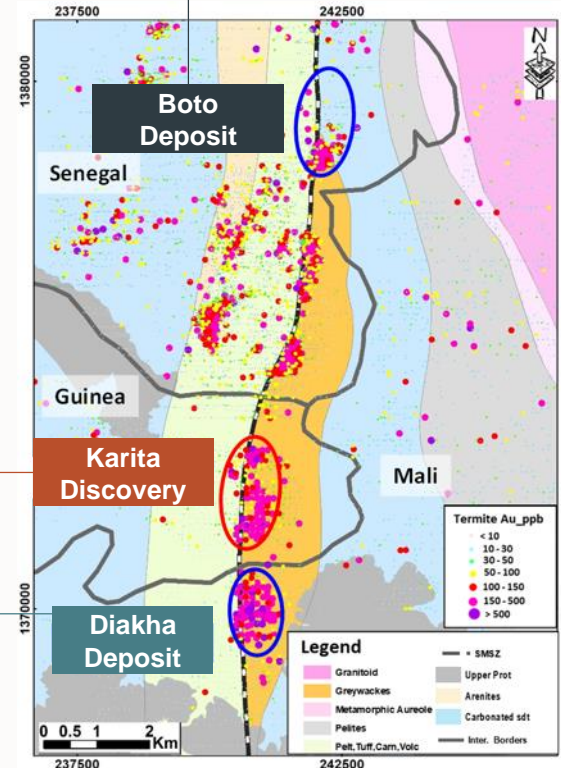 237500
242500
N
1380000
Boto
Deposit
Senegal
Guinea
Karita
Discovery
Mali
Termite Au_ppb
< 10
10 - 30
30 - 50
50 - 100
100 - 150
150 - 500
> 500
1370000
Diakha
Deposit
Legend
Granitoid
Greywackes
Metamorphic Aureole
Pelites
Pelt,Tuff,Carn,Volc
SMSZ
Upper Prot
Arenites
Carbonated sdt
Inter. Borders
0 0.5 1 2
Km
237500
242500